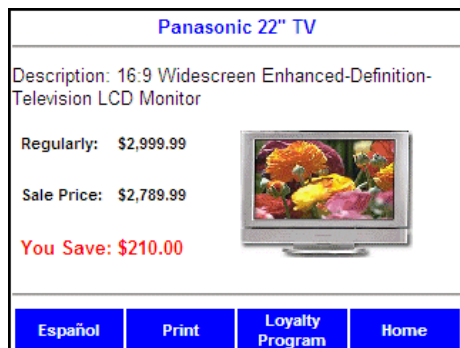 Panasonic 22" TV
Description: 16:9 Widescreen Enhanced-Definition-
Television LCD Monitor
Regularly: $2,999.99
Sale Price: $2,789.99
You Save: $210.00
Español Print Loyalty Program Home